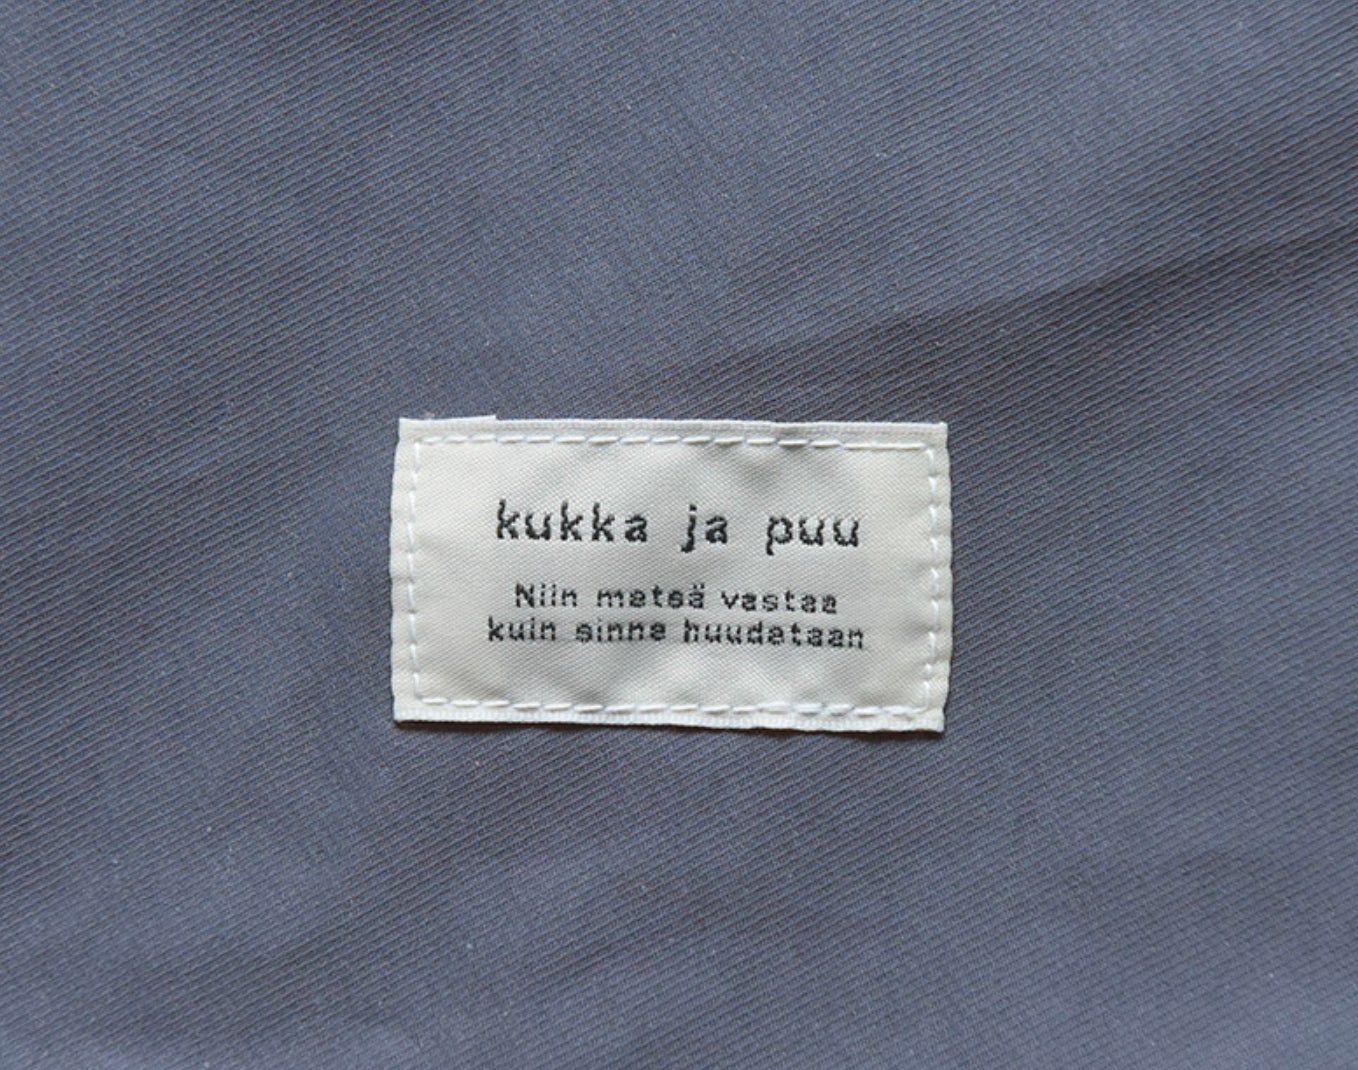 kukka ja puu
Niin metsä vastaa
kuin sinne huudetaan